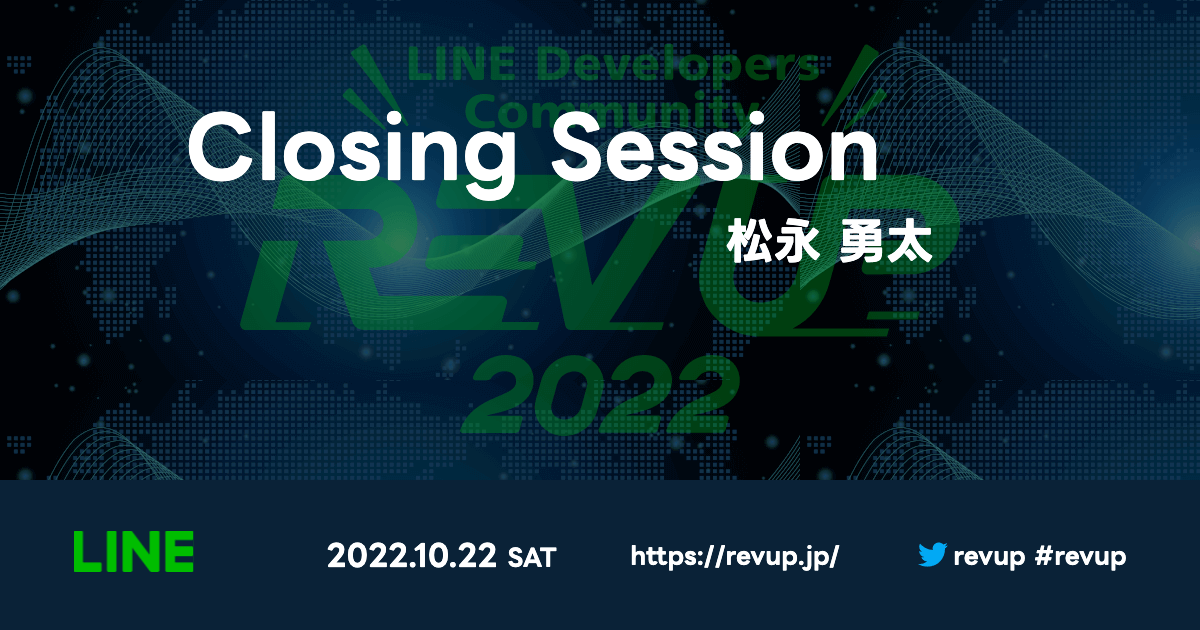 LINE Developers
Community
Closing Session
REVUP
松永 勇太
2022
LINE
2022.10.22 SAT
https://revup.jp/
revup #revup